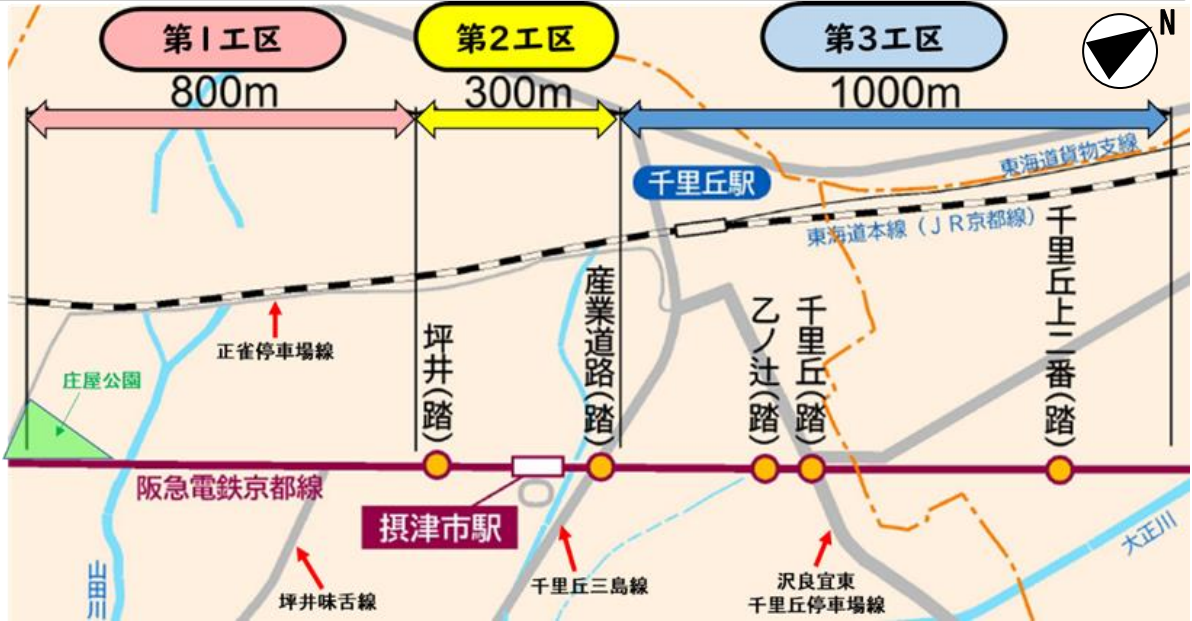 第1工区
第2工区
第3工区
N
800m
300m
1000m
千里丘駅
東海道貨物支線
東海道本線（ＪＲ京都線）
正雀停車場線
庄屋公園
坪井(踏)
産業道路(踏)
乙ノ辻(踏)
千里丘(踏)
千里丘上二番(踏)
阪急電鉄京都線
摂津市駅
山田川
坪井味舌線
千里丘三島線
沢良宜東
千里丘停車場線
大正川